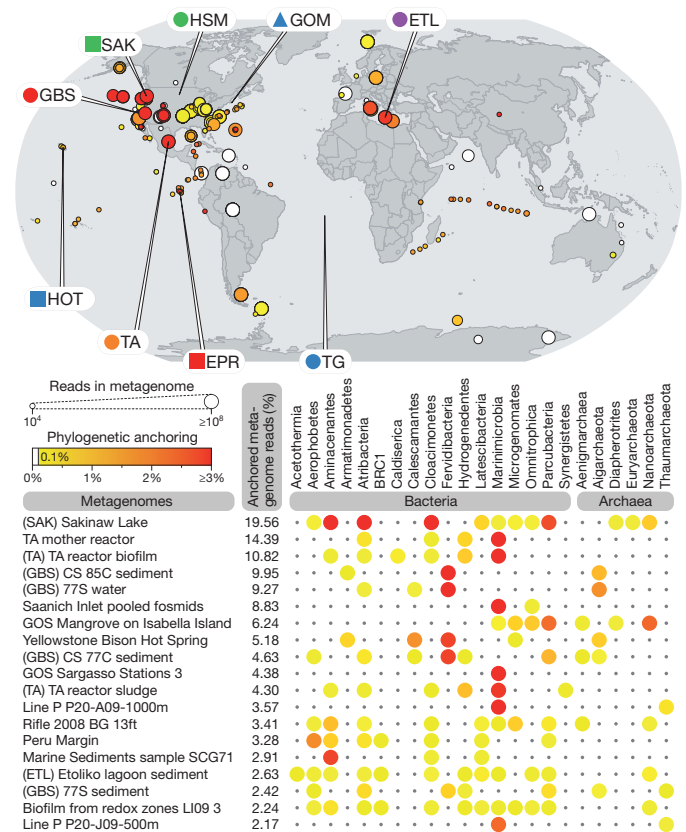 HSM
GOM
ETL
SAK
GBS
HOT
TA
EPR
TG
Reads in metagenome
10⁴
≥10⁸
Phylogenetic anchoring
0.1%
0% 1% 2% ≥3%
Anchored meta-
genome reads (%)
Acetothermia
Aerophobetes
Aminacenantes
Armatimonadetes
Atribacteria
BRC1
Caldiserica
Calescamantes
Cloacimonetes
Fervidibacteria
Hydrogenedentes
Latescibacteria
Marinimicrobia
Microgenomates
Omnitrophica
Parcubacteria
Synergistetes
Aenigmarchaea
Aigarchaeota
Diapherotrites
Euryarchaeota
Nanoarchaeota
Thaumarchaeota
Metagenomes
Bacteria
Archaea
(SAK) Sakinaw Lake 19.56
TA mother reactor 14.39
(TA) TA reactor biofilm 10.82
(GBS) CS 85C sediment 9.95
(GBS) 77S water 9.27
Saanich Inlet pooled fosmids 8.83
GOS Mangrove on Isabella Island 6.24
Yellowstone Bison Hot Spring 5.18
(GBS) CS 77C sediment 4.63
GOS Sargasso Stations 3 4.38
(TA) TA reactor sludge 4.30
Line P P20-A09-1000m 3.57
Rifle 2008 BG 13ft 3.41
Peru Margin 3.28
Marine Sediments sample SCG71 2.91
(ETL) Etoliko lagoon sediment 2.63
(GBS) 77S sediment 2.42
Biofilm from redox zones LI09 3 2.24
Line P P20-J09-500m 2.17